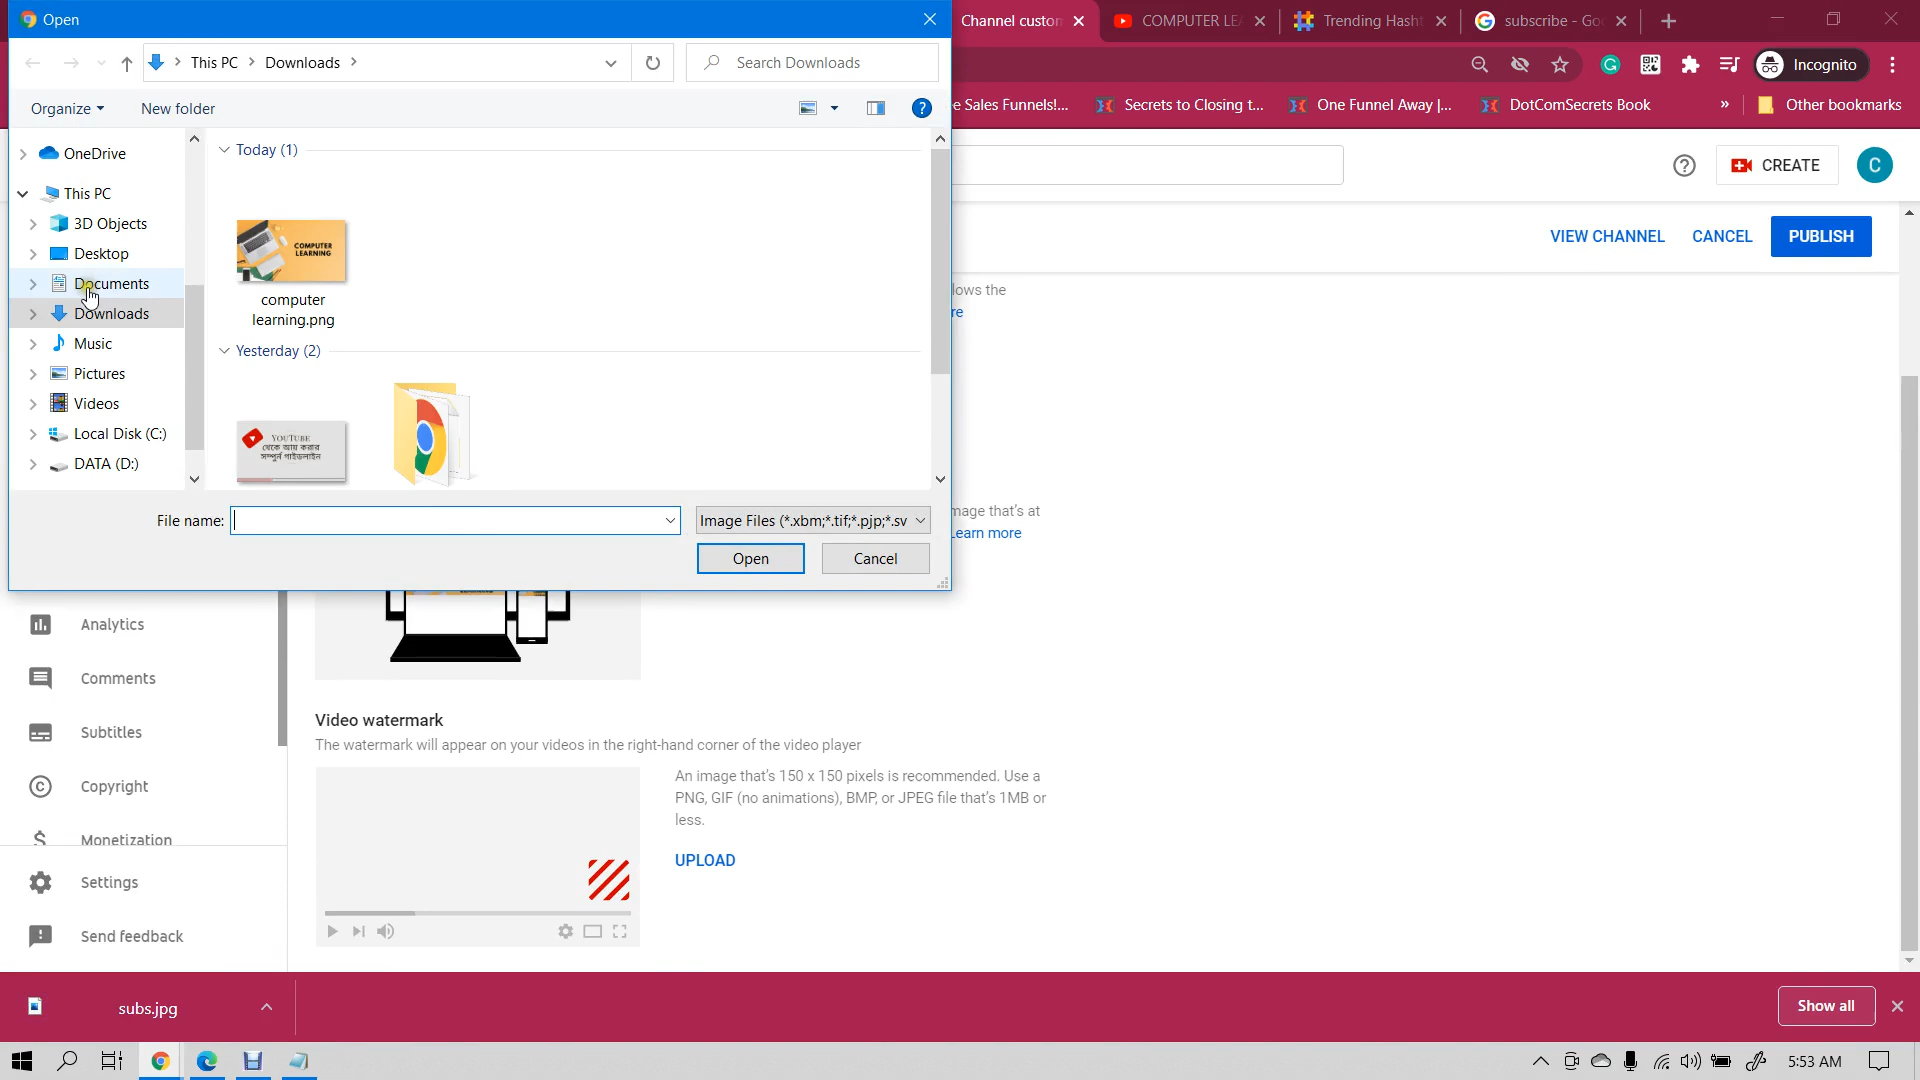 Open
Channel custom
COMPUTER LE
Trending Hasht
subscribe - Go
This PC
Downloads
Search Downloads
Incognito
Organize
New folder
e Sales Funnels!...
Secrets to Closing t...
One Funnel Away |...
DotComSecrets Book
»
Other bookmarks
OneDrive
This PC
3D Objects
Desktop
Documents
Downloads
Music
Pictures
Videos
Local Disk (C:)
DATA (D:)
Today (1)
COMPUTER
LEARNING
computer
learning.png
Yesterday (2)
YOUTUBE
থেকে আয় করার
সম্পূর্ন গাইডলাইন
File name:
Image Files (*.xbm;*.tif;*.pjp;*.sv
Open
Cancel
CREATE
C
VIEW CHANNEL
CANCEL
PUBLISH
lows the
re
mage that's at
earn more
Analytics
Comments
Subtitles
Copyright
Monetization
Settings
Send feedback
Video watermark
The watermark will appear on your videos in the right-hand corner of the video player
An image that's 150 x 150 pixels is recommended. Use a
PNG, GIF (no animations), BMP, or JPEG file that's 1MB or
less.
UPLOAD
subs.jpg
Show all
5:53 AM